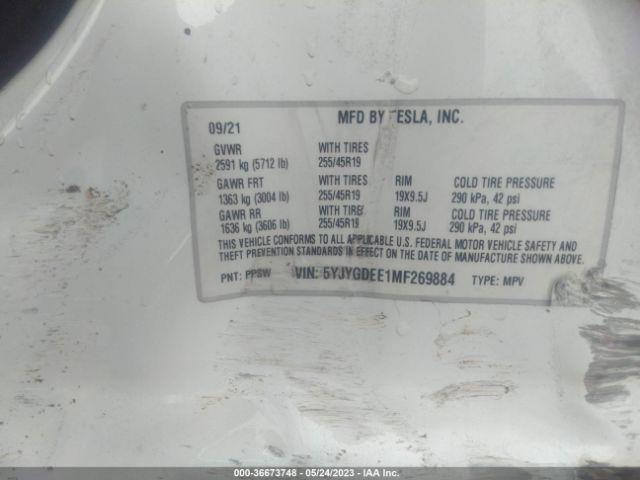 09/21
MFD BY TESLA, INC.
GVWR WITH TIRES
2591 kg (5712 lb) 255/45R19
GAWR FRT WITH TIRES RIM COLD TIRE PRESSURE
1363 kg (3004 lb) 255/45R19 19X9.5J 290 kPa, 42 psi
GAWR RR WITH TIRES RIM COLD TIRE PRESSURE
1636 kg (3606 lb) 255/45R19 19X9.5J 290 kPa, 42 psi
THIS VEHICLE CONFORMS TO ALL APPLICABLE U.S. FEDERAL MOTOR VEHICLE SAFETY AND
THEFT PREVENTION STANDARDS IN EFFECT ON THE DATE OF MANUFACTURE SHOWN ABOVE.
PNT: PPSW VIN: 5YJYGDEE1MF269884 TYPE: MPV
000-36673748 - 05/24/2023 - IAA Inc.